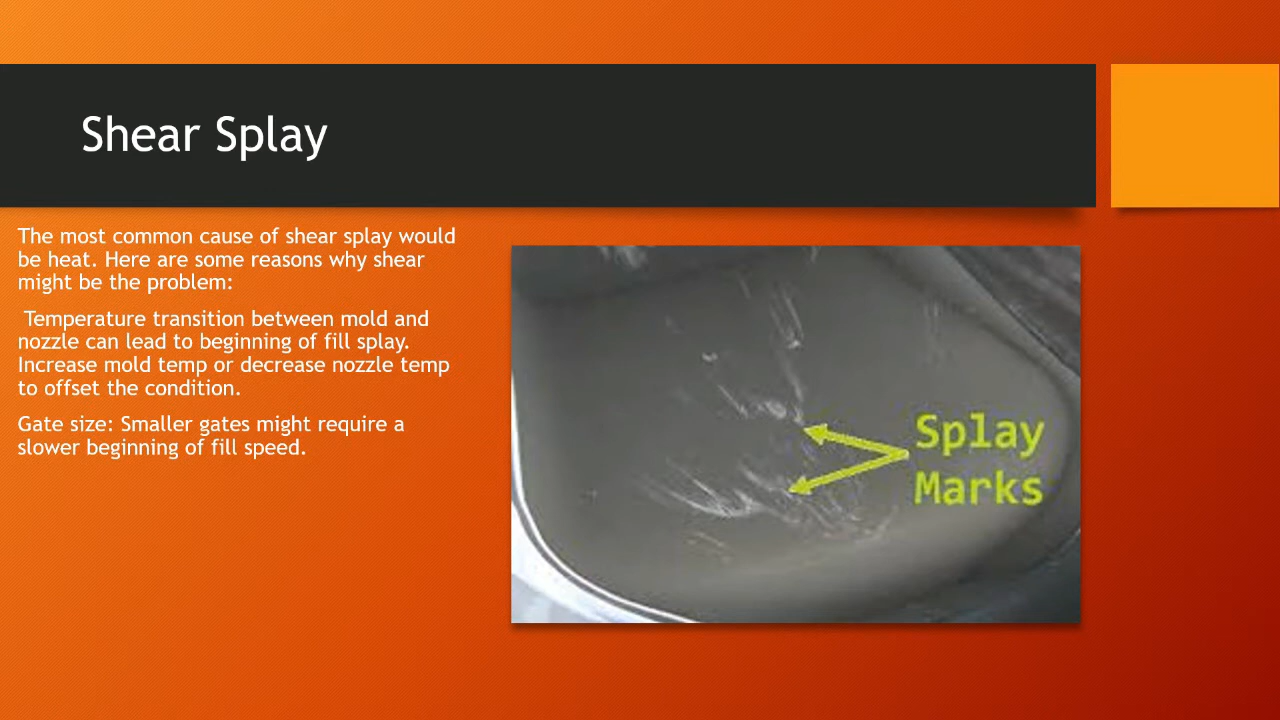 Shear Splay
The most common cause of shear splay would
be heat. Here are some reasons why shear
might be the problem:
Temperature transition between mold and
nozzle can lead to beginning of fill splay.
Increase mold temp or decrease nozzle temp
to offset the condition.
Gate size: Smaller gates might require a
slower beginning of fill speed.
Splay
Marks